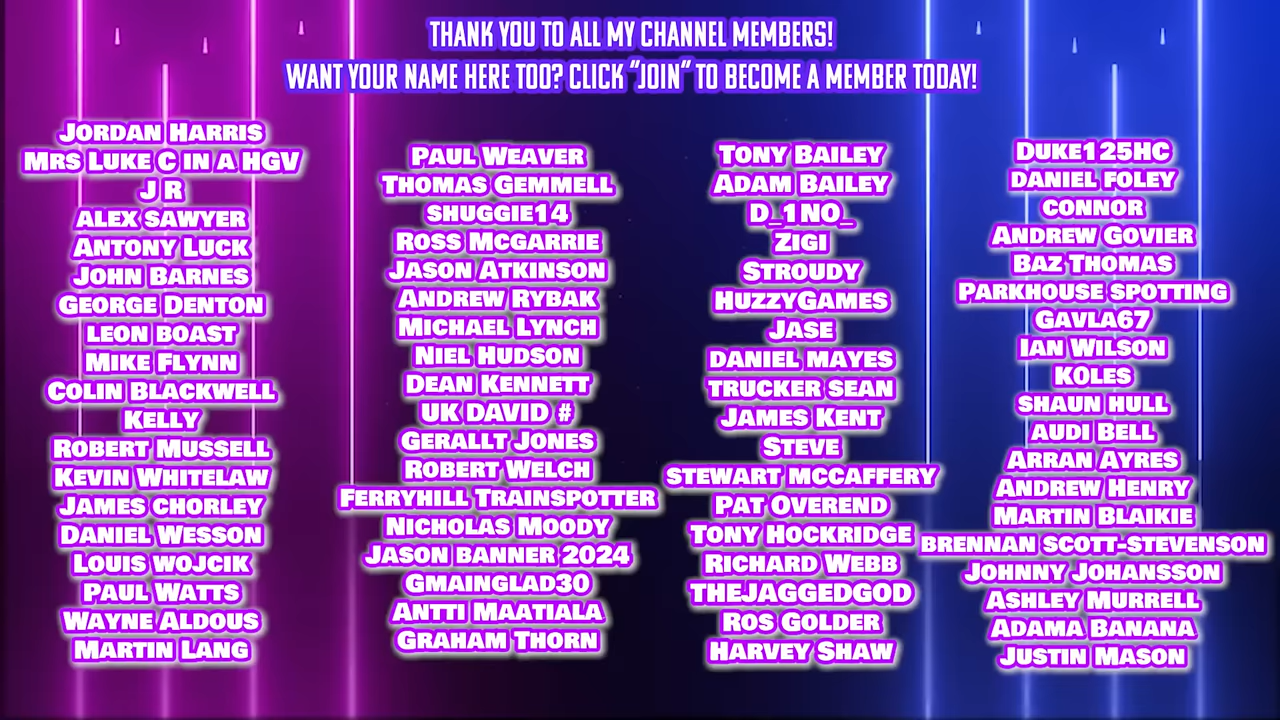 THANK YOU TO ALL MY CHANNEL MEMBERS!
WANT YOUR NAME HERE TOO? CLICK "JOIN" TO BECOME A MEMBER TODAY!
JORDAN HARRIS
MRS LUKE C IN A HGV
J R
ALEX SAWYER
ANTONY LUCK
JOHN BARNES
GEORGE DENTON
LEON BOAST
MIKE FLYNN
COLIN BLACKWELL
KELLY
ROBERT MUSSELL
KEVIN WHITELAW
JAMES CHORLEY
DANIEL WESSON
LOUIS WOJCIK
PAUL WATTS
WAYNE ALDOUS
MARTIN LANG
PAUL WEAVER
THOMAS GEMMELL
SHUGGIE14
ROSS MCGARRIE
JASON ATKINSON
ANDREW RYBAK
MICHAEL LYNCH
NIEL HUDSON
DEAN KENNETT
UK DAVID #
GERALLT JONES
ROBERT WELCH
FERRYHILL TRAINSPOTTER
NICHOLAS MOODY
JASON BANNER 2024
GMAINGLAD30
ANTTI MAATIALA
GRAHAM THORN
TONY BAILEY
ADAM BAILEY
D_1NO_
ZIGI
STROUDY
HUZZYGAMES
JASE
DANIEL MAYES
TRUCKER SEAN
JAMES KENT
STEVE
STEWART MCCAFFERY
PAT OVEREND
TONY HOCKRIDGE
RICHARD WEBB
THEJAGGEDGOD
ROS GOLDER
HARVEY SHAW
DUKE125HC
DANIEL FOLEY
CONNOR
ANDREW GOVIER
BAZ THOMAS
PARKHOUSE SPOTTING
GAVLA67
IAN WILSON
K0LES
SHAUN HULL
AUDI BELL
ARRAN AYRES
ANDREW HENRY
MARTIN BLAIKIE
BRENNAN SCOTT-STEVENSON
JOHNNY JOHANSSON
ASHLEY MURRELL
ADAMA BANANA
JUSTIN MASON